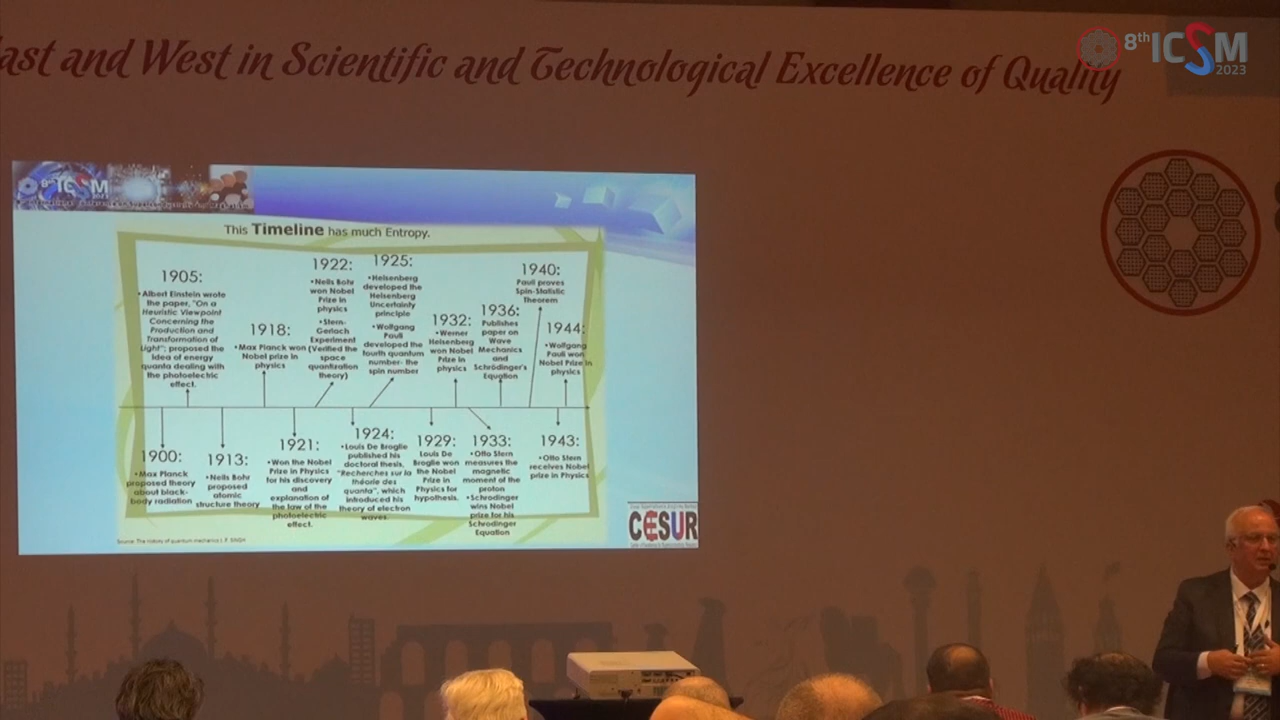 ast and West in Scientific and Technological Excellence of Quality
8th ICSM
2023
8th ICSM
This Timeline has much Entropy.
1905:
•Albert Einstein wrote
the paper, "On a
Heuristic Viewpoint
Concerning the
Production and
Transformation of
Light"; proposed the
idea of energy
quanta dealing with
the photoelectric
effect.
1918:
•Max Planck won
Nobel prize in
physics
1922:
•Neils Bohr
won Nobel
Prize in
physics
•Stern-
Gerlach
Experiment
(Verified the
space
quantization
theory)
1925:
•Heisenberg
developed the
Heisenberg
Uncertainty
principle
•Wolfgang
Pauli
developed the
fourth quantum
number- the
spin number
1932:
•Werner
Heisenberg
won Nobel
Prize in
physics
1936:
Publishes
paper on
Wave
Mechanics
and
Schrödinger's
Equation
1940:
Pauli proves
Spin-Statistic
Theorem
1944:
•Wolfgang
Pauli won
Nobel Prize in
physics
1900:
•Max Planck
proposed theory
about black-
body radiation
1913:
•Neils Bohr
proposed
atomic
structure theory
1921:
•Won the Nobel
Prize in Physics
for his discovery
and
explanation of
the law of the
photoelectric
effect.
1924:
•Louis De Broglie
published his
doctoral thesis,
"Recherches sur la
théorie des
quanta", which
introduced his
theory of electron
waves.
1929:
Louis De
Broglie won
the Nobel
Prize in
Physics for
hypothesis.
1933:
•Otto Stern
measures the
magnetic
moment of the
proton
•Schrodinger
wins Nobel
prize for his
Schrodinger
Equation
1943:
•Otto Stern
receives Nobel
prize in Physics
Source: The history of quantum mechanics
CESUR